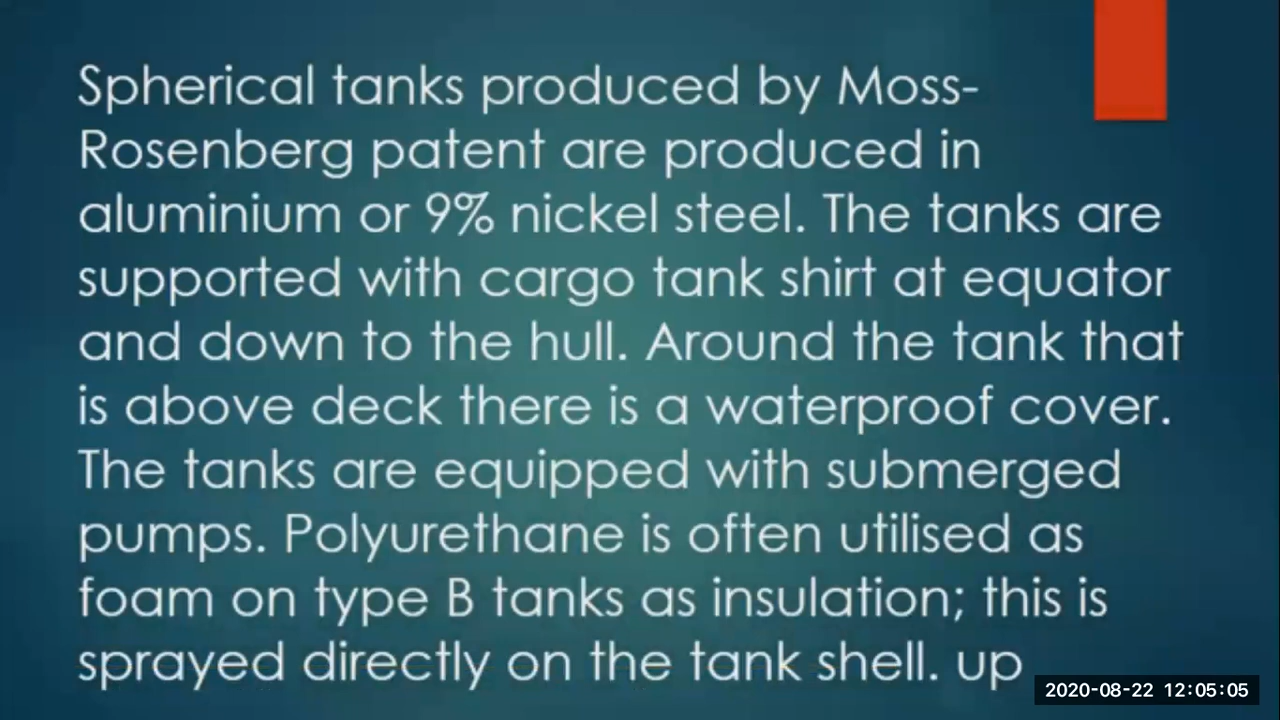 Spherical tanks produced by Moss-
Rosenberg patent are produced in
aluminium or 9% nickel steel. The tanks are
supported with cargo tank shirt at equator
and down to the hull. Around the tank that
is above deck there is a waterproof cover.
The tanks are equipped with submerged
pumps. Polyurethane is often utilised as
foam on type B tanks as insulation; this is
sprayed directly on the tank shell. up
2020-08-22 12:05:05